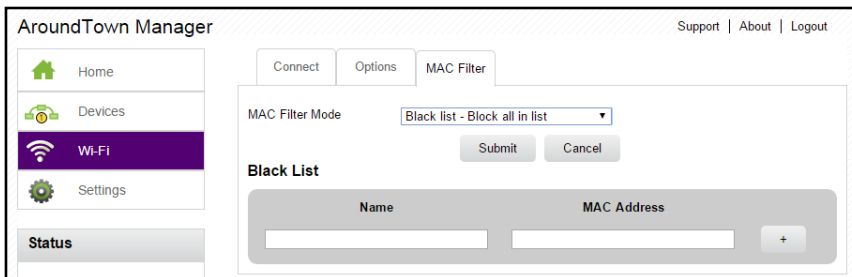 AroundTown Manager
Support | About | Logout
Home
Devices
Wi-Fi
Settings
Status
Connect
Options
MAC Filter
MAC Filter Mode
Black list - Block all in list
Submit
Cancel
Black List
Name
MAC Address
+